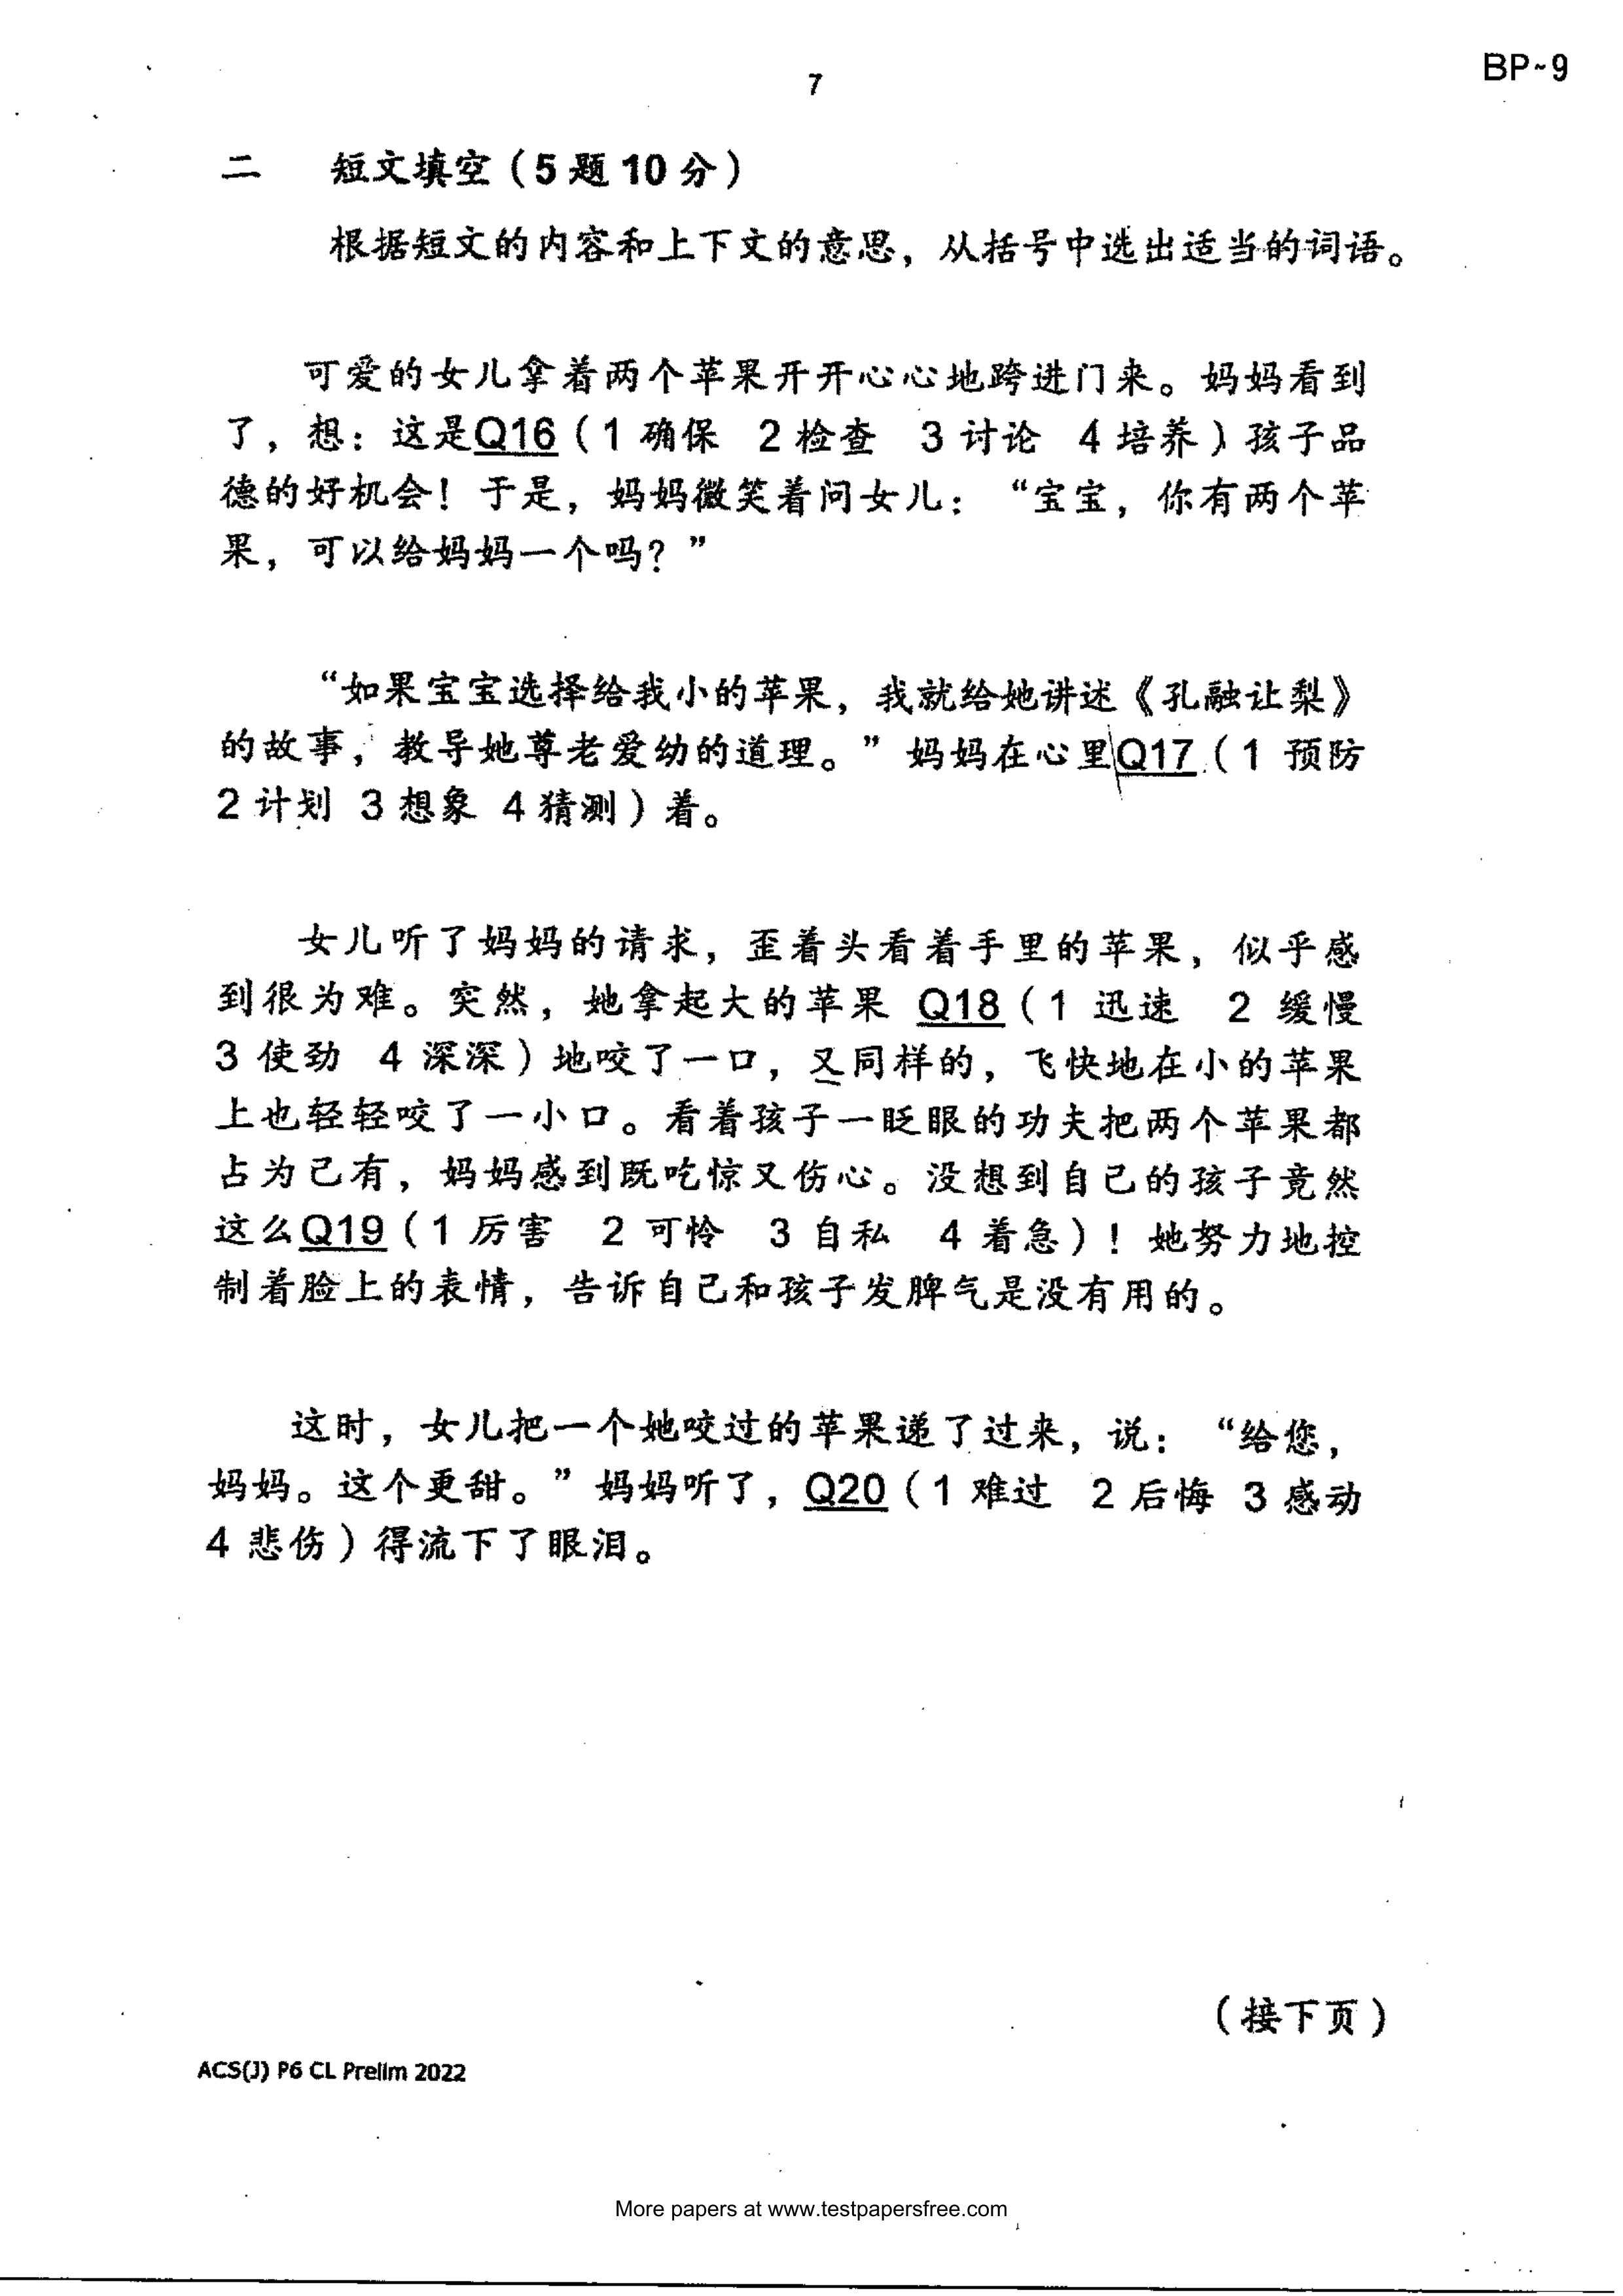 7
BP~9
二 短文填空（5题10分）
根据短文的内容和上下文的意思，从括号中选出适当的词语。
可爱的女儿拿着两个苹果开开心心地跨进门来。妈妈看到
了，想：这是Q16（1 确保 2 检查 3 讨论 4 培养）孩子品
德的好机会！于是，妈妈微笑着问女儿：“宝宝，你有两个苹
果，可以给妈妈一个吗？”
“如果宝宝选择给我小的苹果，我就给她讲述《孔融让梨》
的故事，教导她尊老爱幼的道理。”妈妈在心里Q17（1 预防
2 计划 3 想象 4 猜测）着。
女儿听了妈妈的请求，歪着头看着手里的苹果，似乎感
到很为难。突然，她拿起大的苹果 Q18（1 迅速 2 缓慢
3 使劲 4 深深）地咬了一口，又同样的，飞快地在小的苹果
上也轻轻咬了一小口。看着孩子一眨眼的功夫把两个苹果都
占为己有，妈妈感到既吃惊又伤心。没想到自己的孩子竟然
这么Q19（1 厉害 2 可怜 3 自私 4 着急）！她努力地控
制着脸上的表情，告诉自己和孩子发脾气是没有用的。
这时，女儿把一个她咬过的苹果递了过来，说：“给您，
妈妈。这个更甜。”妈妈听了，Q20（1 难过 2 后悔 3 感动
4 悲伤）得流下了眼泪。
（接下页）
ACS(J) P6 CL Prelim 2022
More papers at www.testpapersfree.com